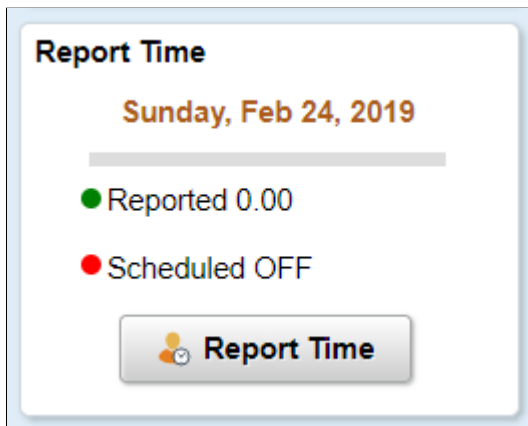 Report Time
Sunday, Feb 24, 2019
Reported 0.00
Scheduled OFF
Report Time